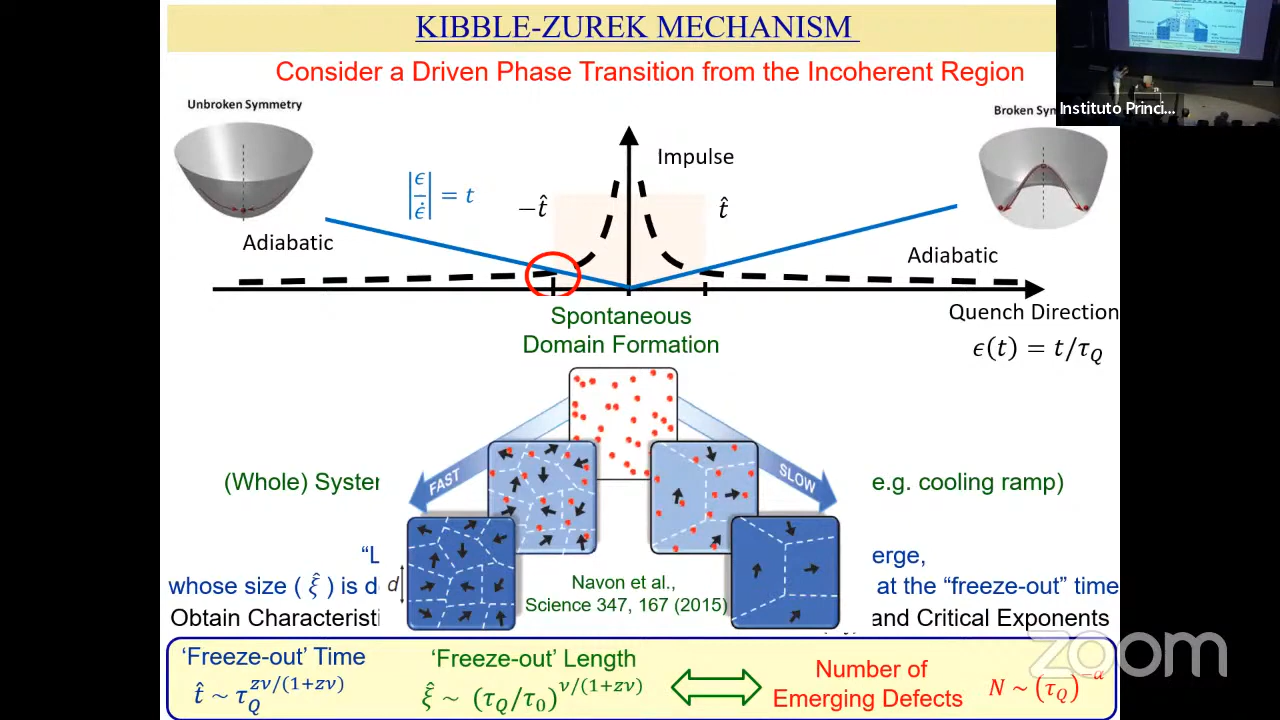 KIBBLE-ZUREK MECHANISM
Consider a Driven Phase Transition from the Incoherent Region
Unbroken Symmetry
Broken Sym
Instituto Princi...
Impulse
|ϵ/ϵ̇| = t
−t̂
t̂
Adiabatic
Adiabatic
Quench Direction
ϵ(t) = t/τ_Q
Spontaneous
Domain Formation
FAST
SLOW
(Whole) System
e.g. cooling ramp)
erge,
whose size ( ξ̂ ) is d
d
at the “freeze-out” time
Navon et al.,
Science 347, 167 (2015)
Obtain Characteristi
and Critical Exponents
zoom
‘Freeze-out’ Time
t̂ ~ τ_Q^{zν/(1+zν)}
‘Freeze-out’ Length
ξ̂ ~ (τ_Q/τ_0)^{ν/(1+zν)}
Number of
Emerging Defects
N ~ (τ_Q)^{−α}